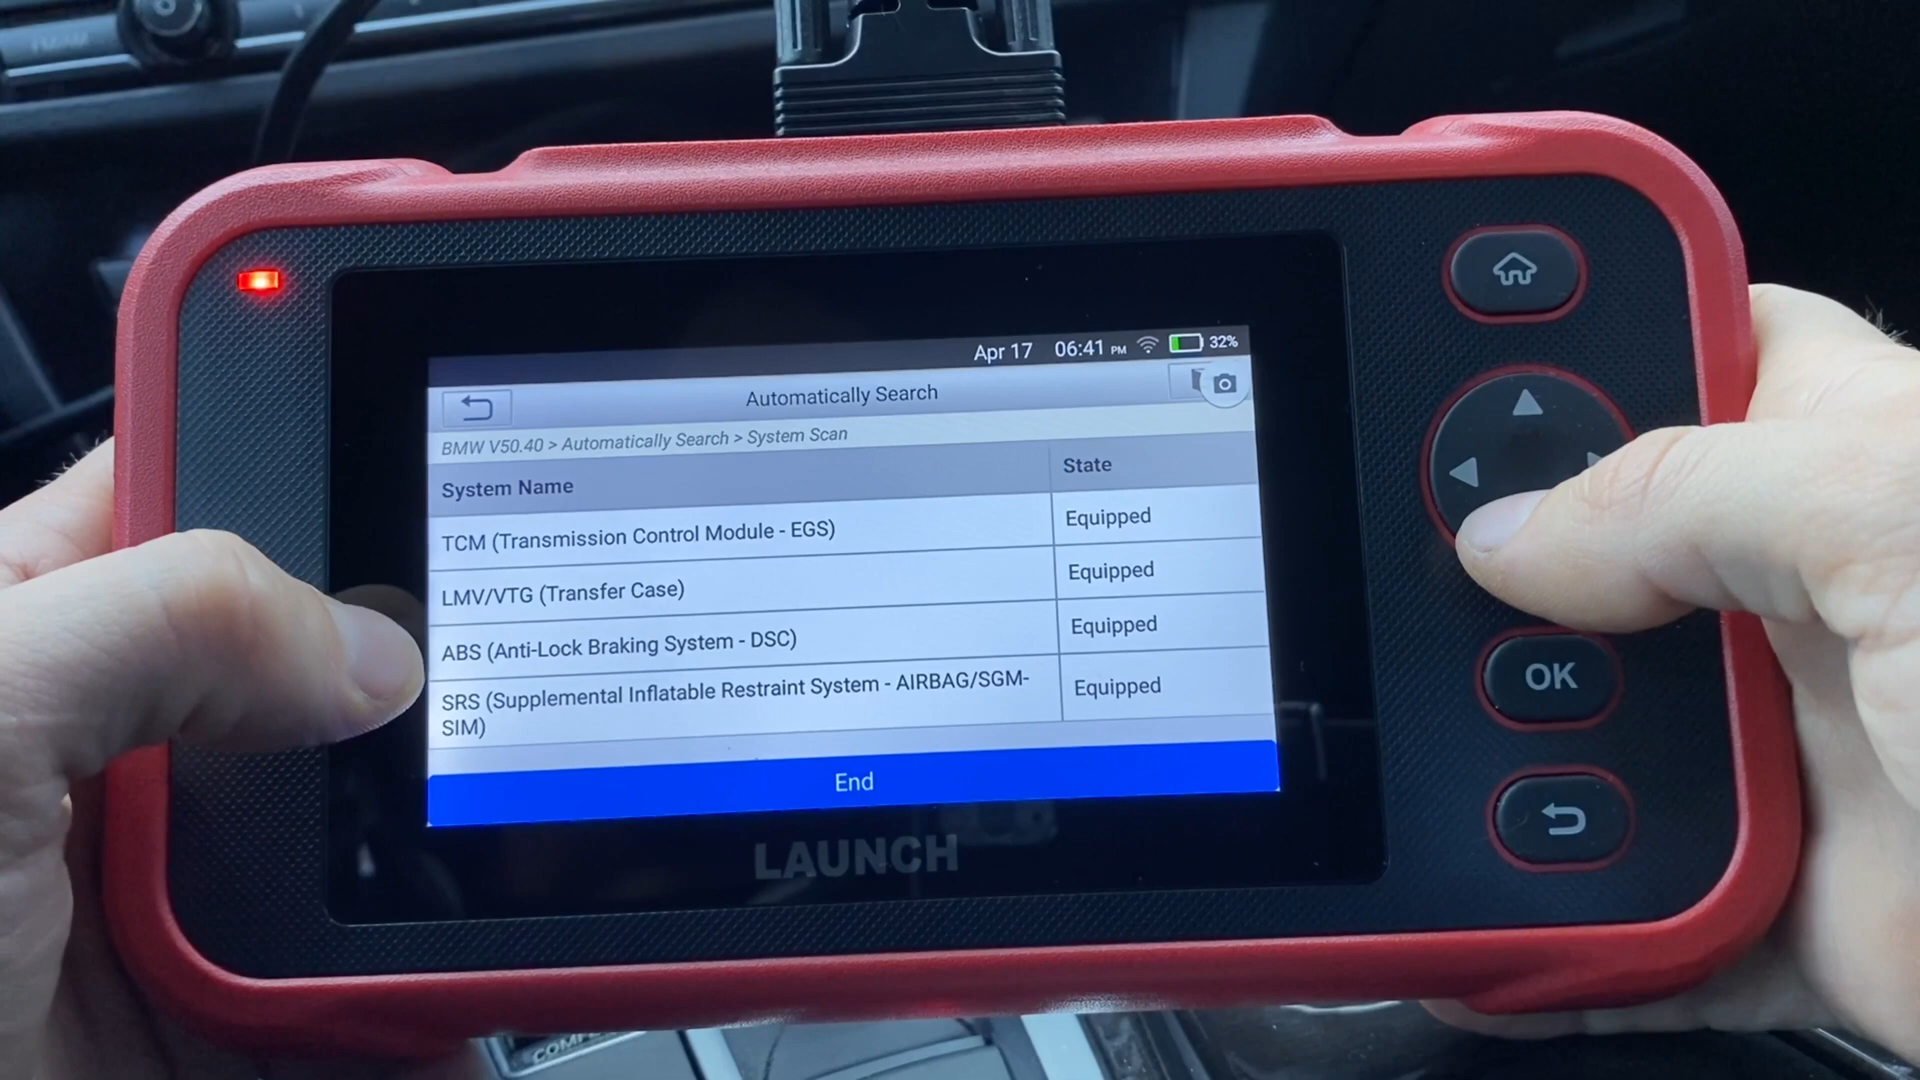 Apr 17 06:41 PM 32%
Automatically Search
BMW V50.40 > Automatically Search > System Scan
System Name State
TCM (Transmission Control Module - EGS) Equipped
LMV/VTG (Transfer Case) Equipped
ABS (Anti-Lock Braking System - DSC) Equipped
SRS (Supplemental Inflatable Restraint System - AIRBAG/SGM- Equipped
SIM)
End
LAUNCH
OK